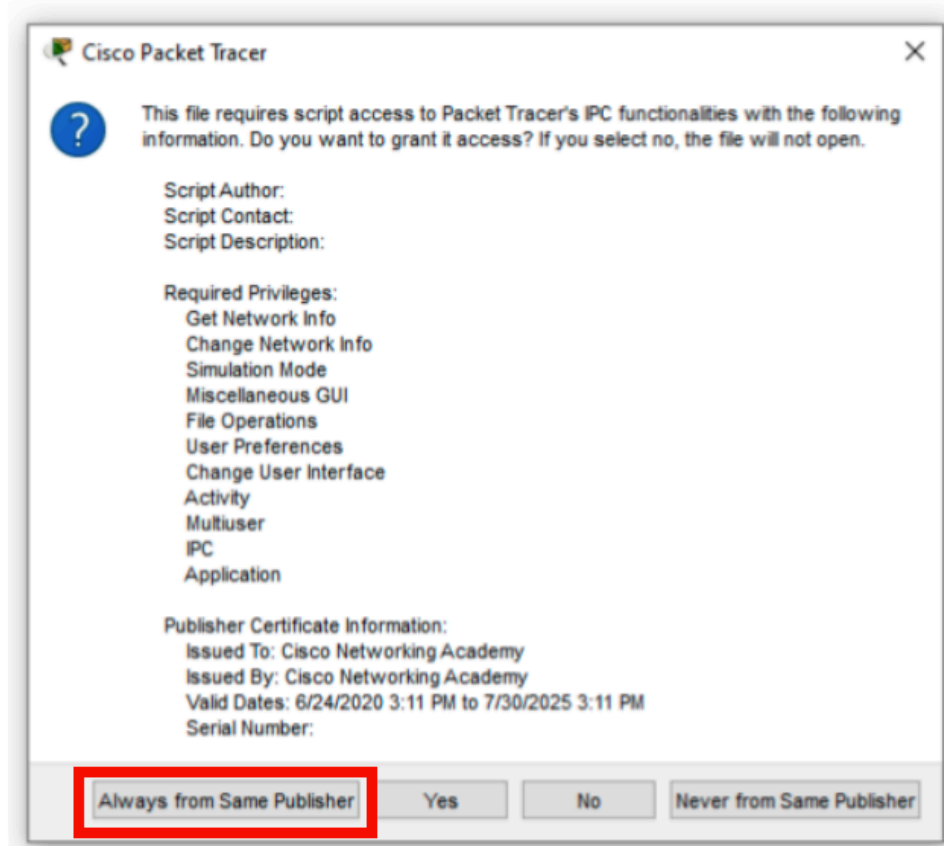 Cisco Packet Tracer
This file requires script access to Packet Tracer's IPC functionalities with the following
information. Do you want to grant it access? If you select no, the file will not open.
Script Author:
Script Contact:
Script Description:
Required Privileges:
Get Network Info
Change Network Info
Simulation Mode
Miscellaneous GUI
File Operations
User Preferences
Change User Interface
Activity
Multiuser
IPC
Application
Publisher Certificate Information:
Issued To: Cisco Networking Academy
Issued By: Cisco Networking Academy
Valid Dates: 6/24/2020 3:11 PM to 7/30/2025 3:11 PM
Serial Number:
Always from Same Publisher Yes No Never from Same Publisher